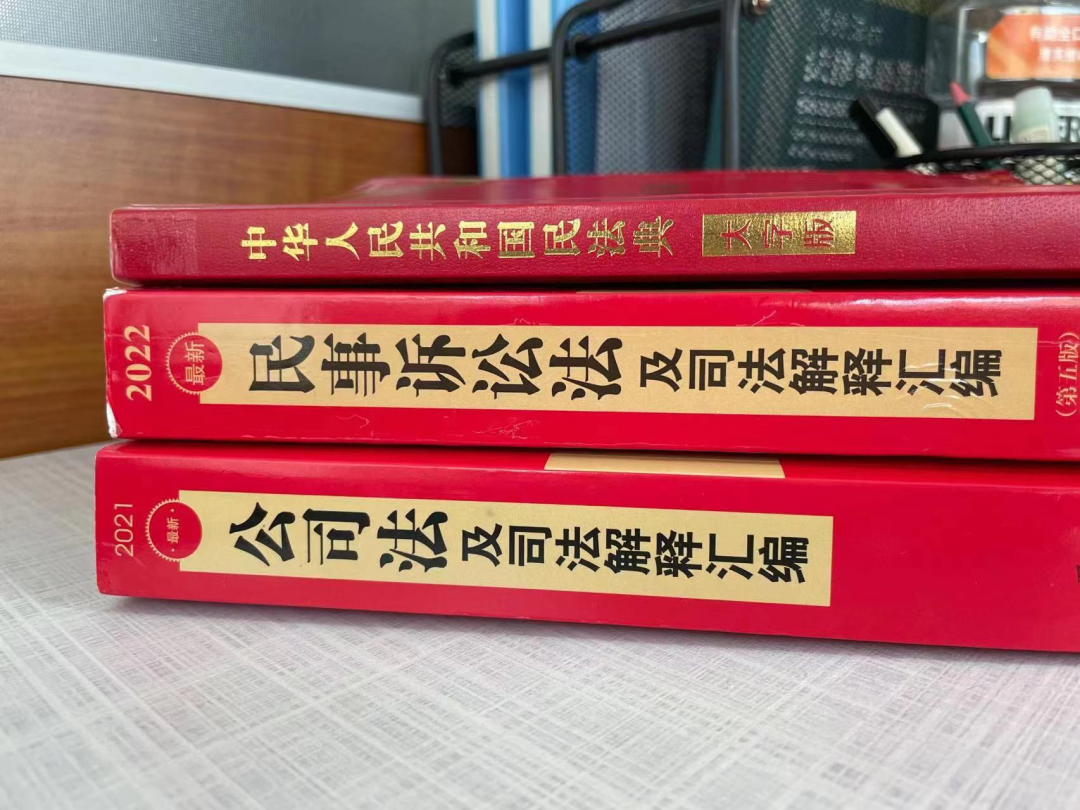 中华人民共和国民法典 大字版
2022 最新 民事诉讼法及司法解释汇编 (第五版)
2021 ·最新· 公司法及司法解释汇编